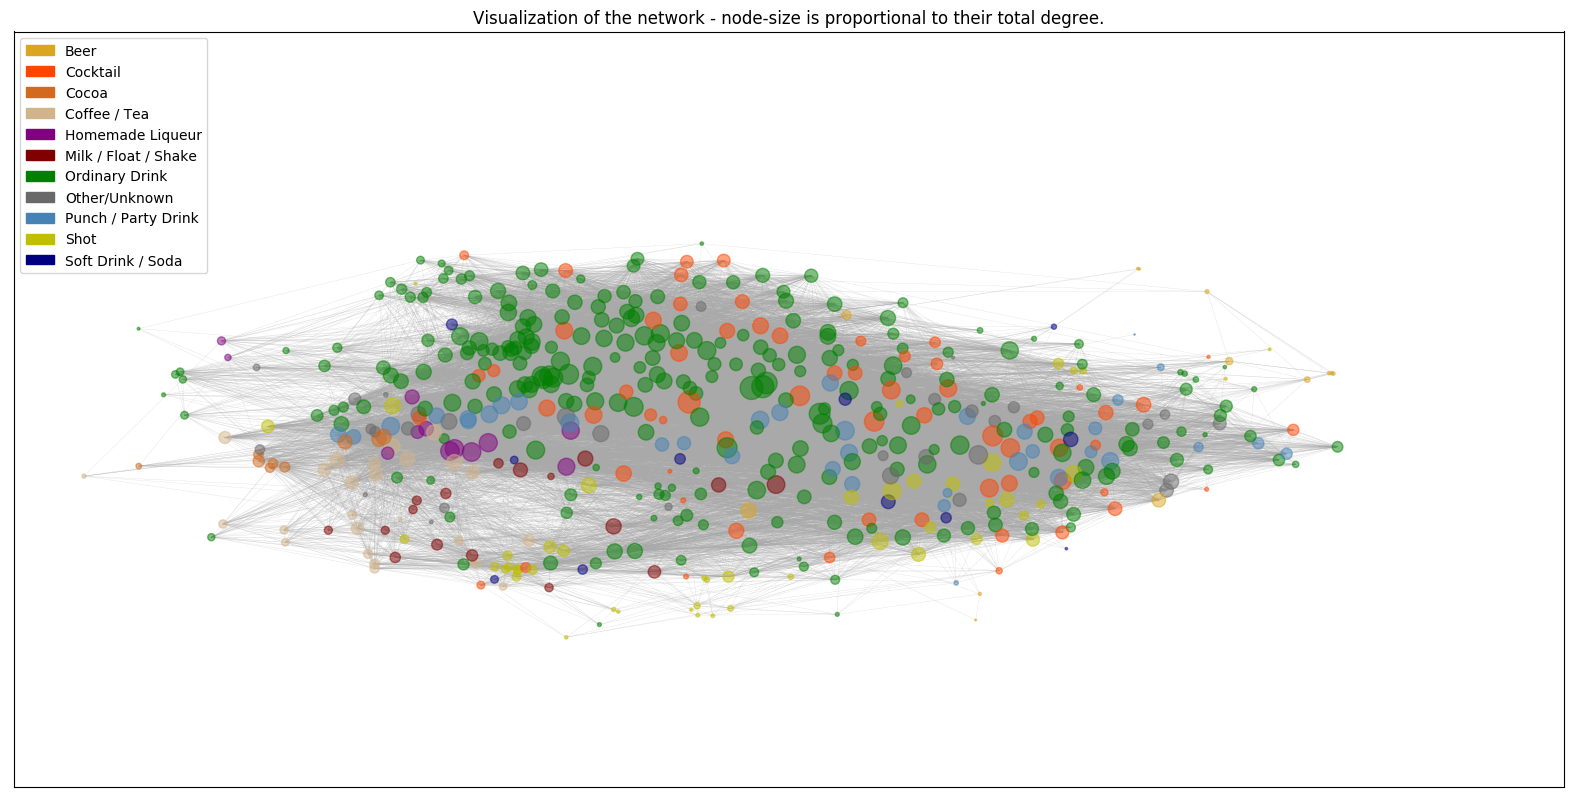 Visualization of the network - node-size is proportional to their total degree.
Beer
Cocktail
Cocoa
Coffee / Tea
Homemade Liqueur
Milk / Float / Shake
Ordinary Drink
Other/Unknown
Punch / Party Drink
Shot
Soft Drink / Soda